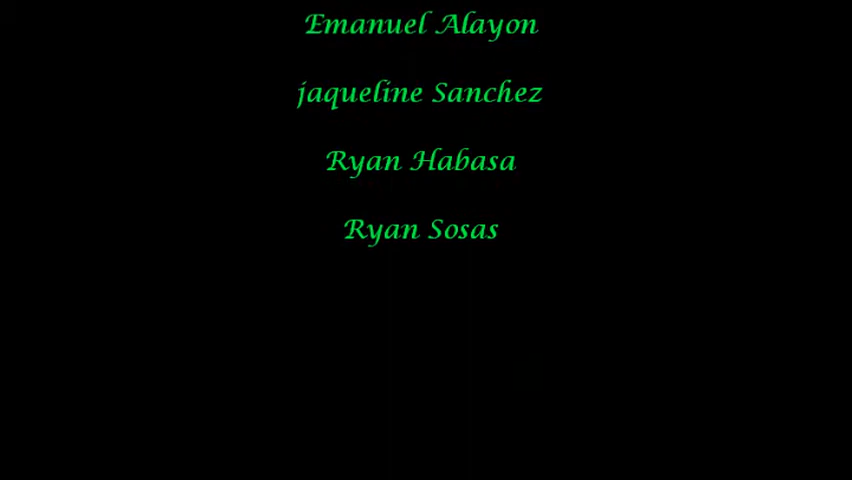 Emanuel Alayon
jaqueline Sanchez
Ryan Habasa
Ryan Sosas